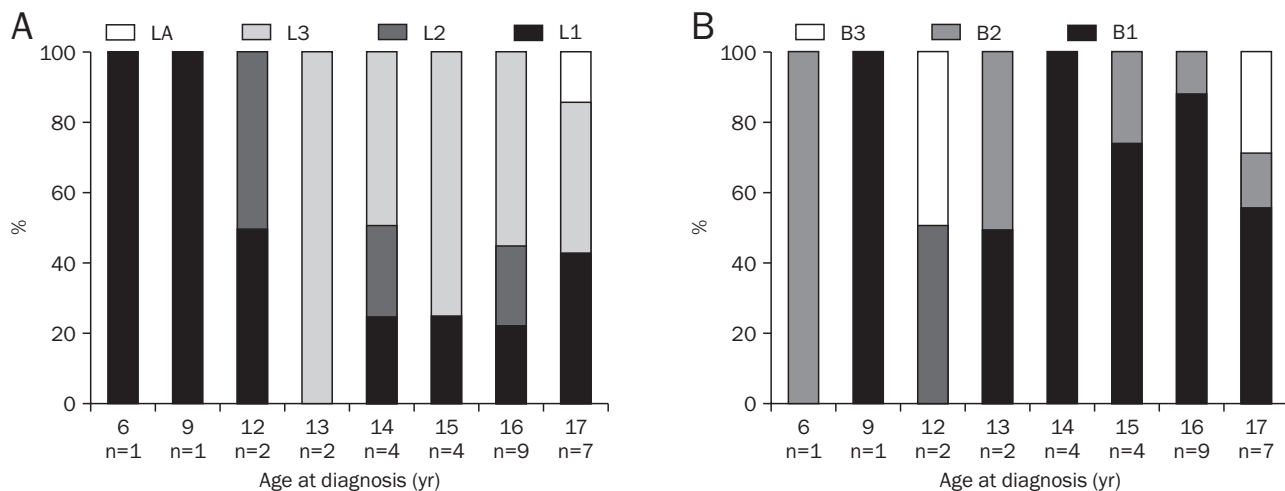 A
LA L3 L2 L1
100
80
60
40
20
0
%
6 9 12 13 14 15 16 17
n=1 n=1 n=2 n=2 n=4 n=4 n=9 n=7
Age at diagnosis (yr)
B
B3 B2 B1
100
80
60
40
20
0
%
6 9 12 13 14 15 16 17
n=1 n=1 n=2 n=2 n=4 n=4 n=9 n=7
Age at diagnosis (yr)